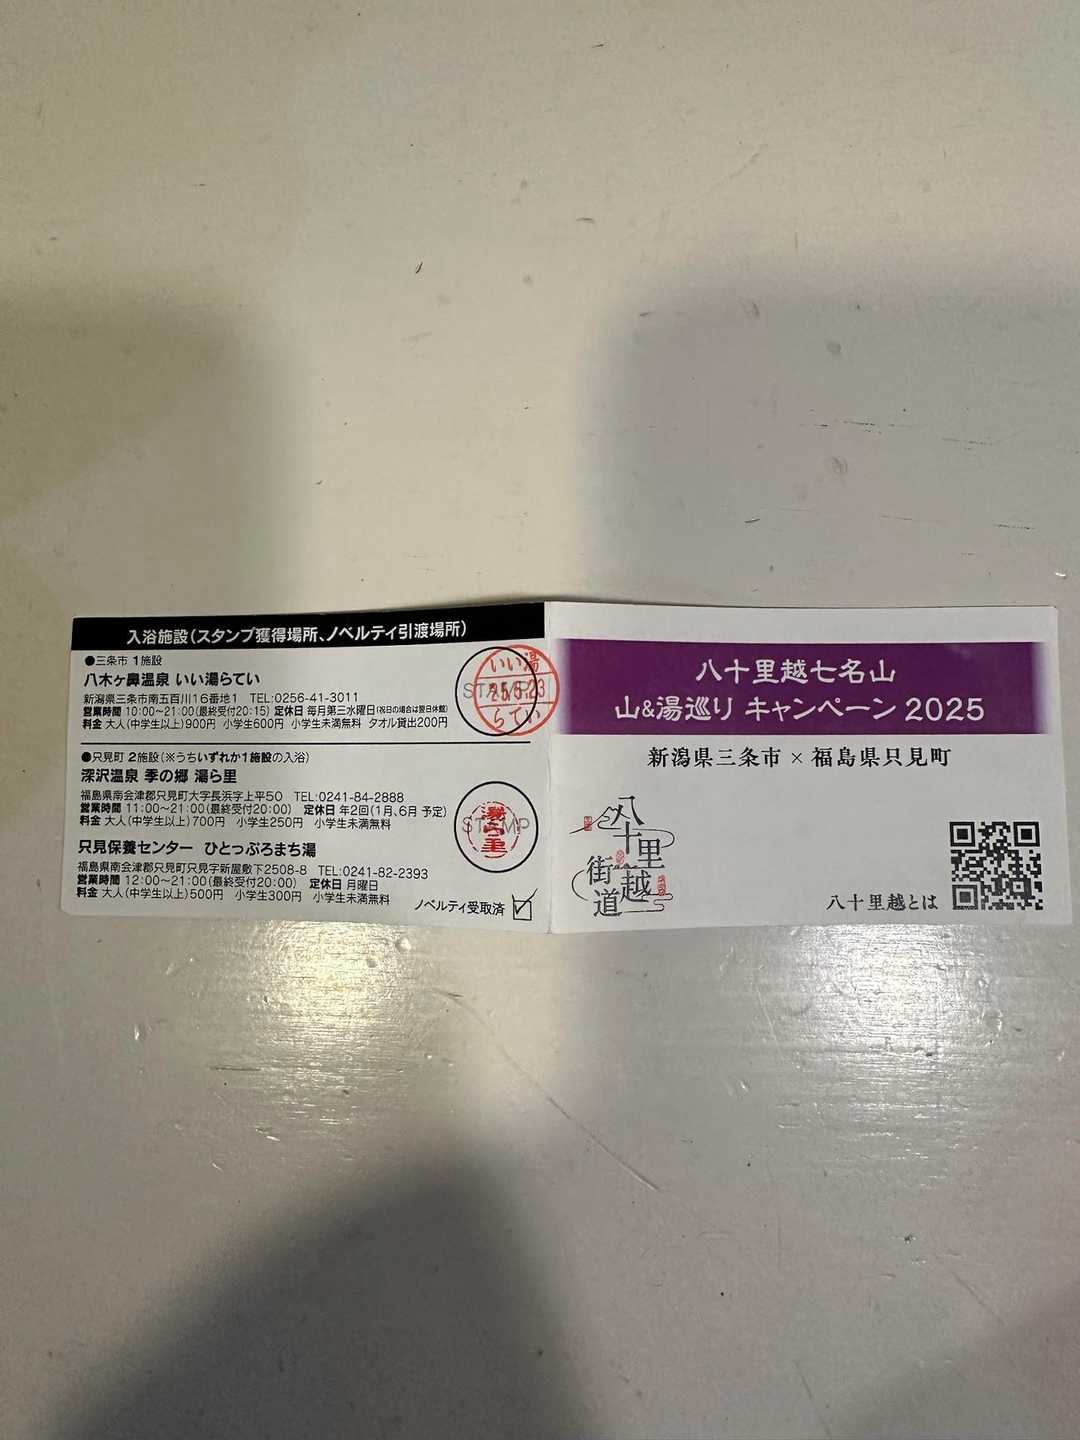 入浴施設(スタンプ獲得場所、ノベルティ引渡場所)
●三条市 1施設
八木ヶ鼻温泉 いい湯らてい
新潟県三条市南五百川16番地1 TEL:0256-41-3011
営業時間 10:00~21:00(最終受付20:15) 定休日 毎月第三水曜日(祝日の場合は翌日休館)
料金 大人(中学生以上)900円 小学生600円 小学生未満無料 タオル貸出200円
いい湯
らてい
●只見町 2施設(※うちいずれか1施設の入浴)
深沢温泉 季の郷 湯ら里
福島県南会津郡只見町大字長浜字上平50 TEL:0241-84-2888
営業時間 11:00~21:00(最終受付20:00) 定休日 年2回(1月、6月 予定)
料金 大人(中学生以上)700円 小学生250円 小学生未満無料
STAMP
只見保養センター ひとっぷろまち湯
福島県南会津郡只見町只見字新屋敷下2508-8 TEL:0241-82-2393
営業時間 12:00~21:00(最終受付20:00) 定休日 月曜日
料金 大人(中学生以上)500円 小学生300円 小学生未満無料
ノベルティ受取済
八十里越七名山
山&湯巡り キャンペーン 2025
新潟県三条市 × 福島県只見町
八十里越
街道
八十里越とは